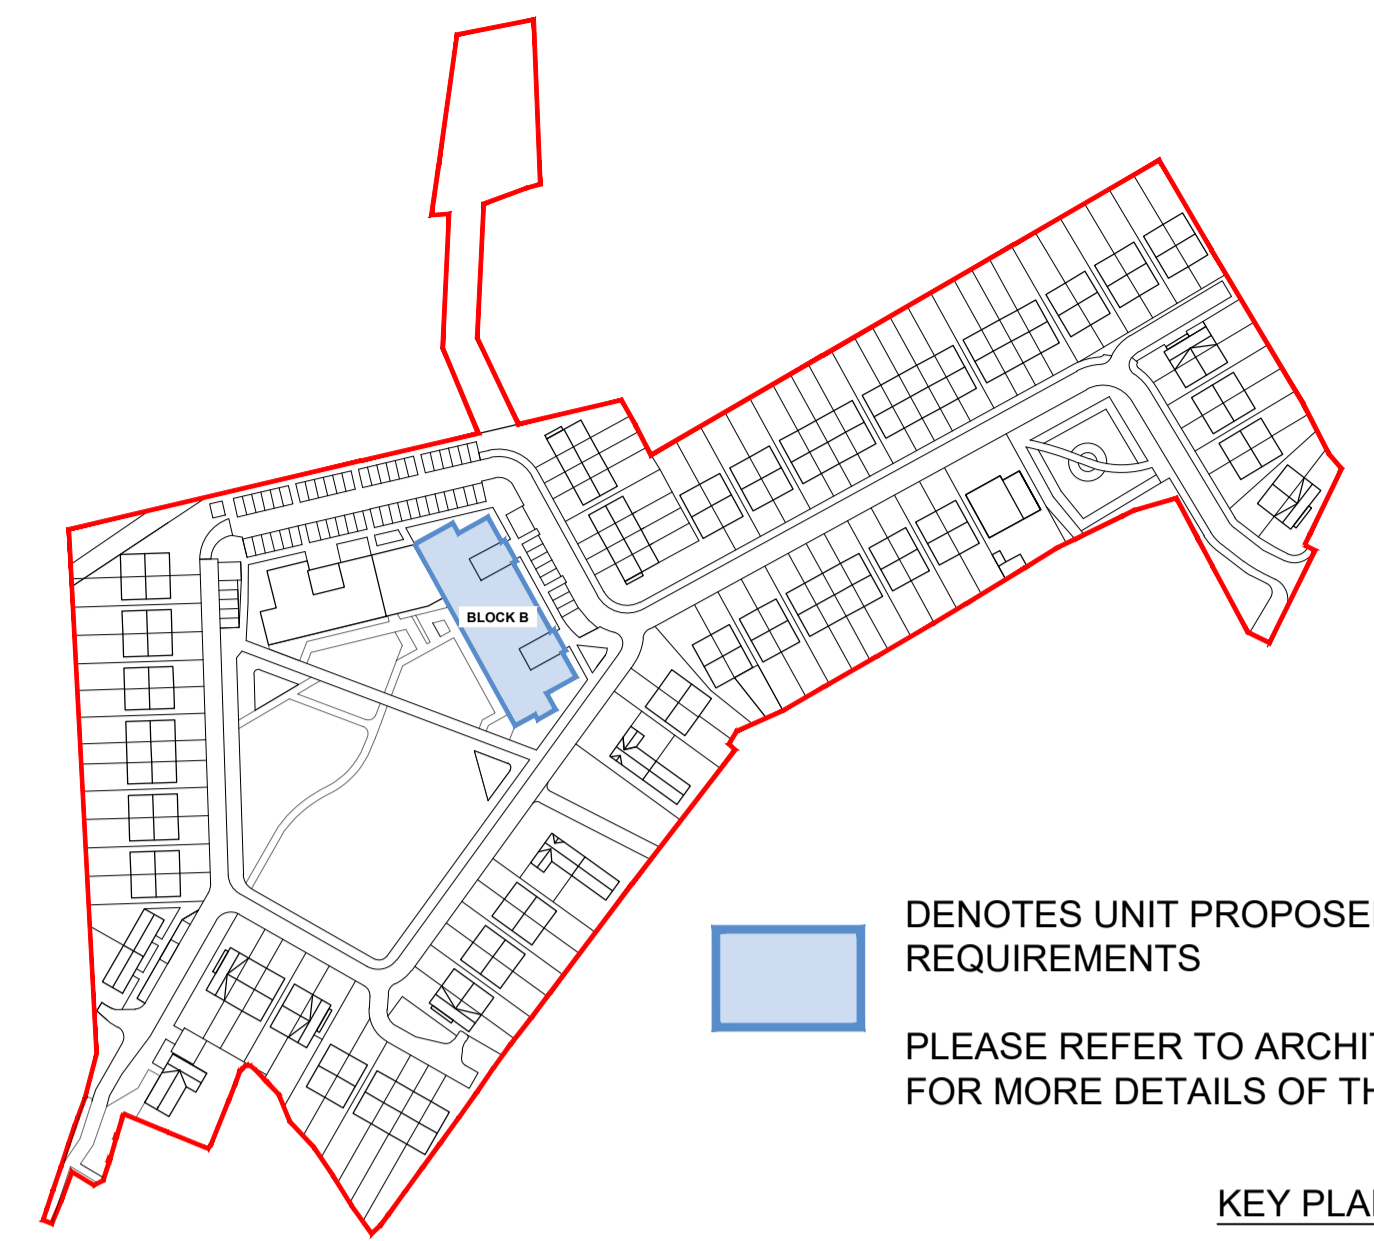 BLOCK B
DENOTES UNIT PROPOSE
REQUIREMENTS
PLEASE REFER TO ARCHI
FOR MORE DETAILS OF TH
KEY PLA